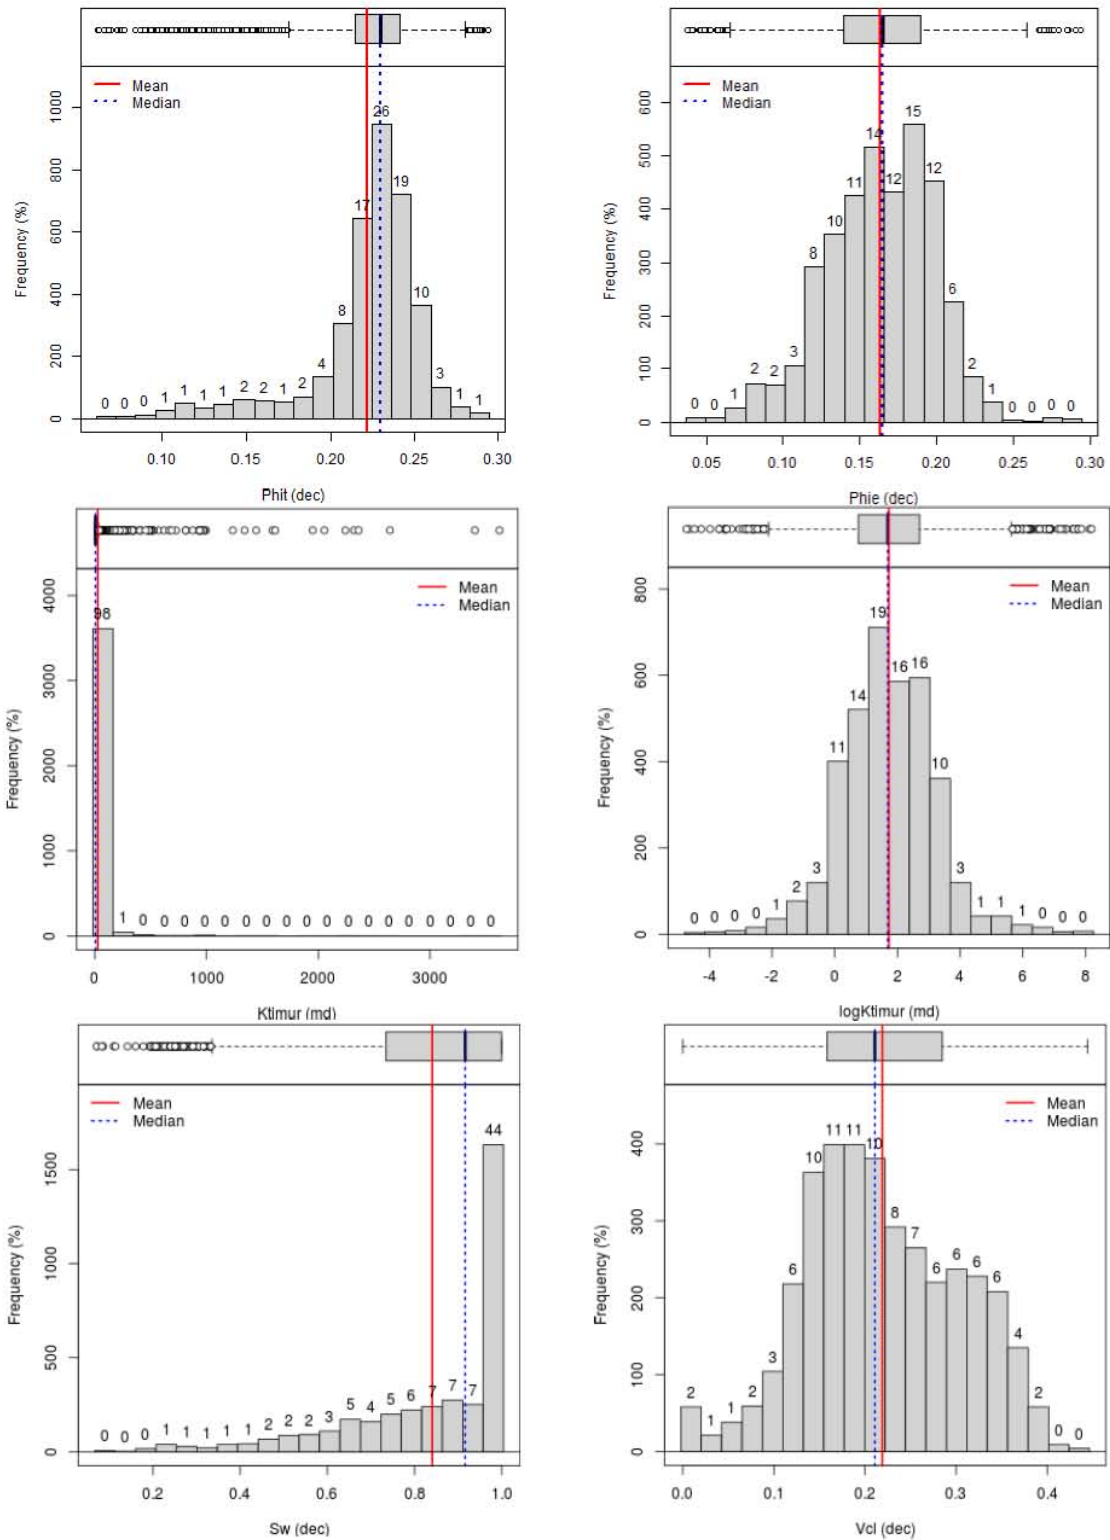 Mean
Median
Frequency (%)
0 200 400 600 800 1000
0 0 0 1 1 1 1 2 2 1 2 4 8 17 26 19 10 3 1 1
0.10 0.15 0.20 0.25 0.30
Phit (dec)
Mean
Median
Frequency (%)
0 100 200 300 400 500 600
0 0 1 2 2 3 8 10 11 14 12 15 12 6 2 1 0 0 0 0
0.05 0.10 0.15 0.20 0.25 0.30
Phie (dec)
Mean
Median
Frequency (%)
0 1000 2000 3000 4000
98 1 0 0 0 0 0 0 0 0 0 0 0 0 0 0 0 0 0 0
0 1000 2000 3000
Ktimur (md)
Mean
Median
Frequency (%)
0 200 400 600 800
0 0 0 0 1 2 3 11 14 19 16 16 10 3 1 1 1 0 0 0
-4 -2 0 2 4 6 8
logKtimur (md)
Mean
Median
Frequency (%)
0 500 1000 1500
0 0 0 1 1 1 1 1 2 2 2 3 5 4 5 6 7 7 7 44
0.2 0.4 0.6 0.8 1.0
Sw (dec)
Mean
Median
Frequency (%)
0 100 200 300 400
2 1 1 2 3 6 10 11 11 10 8 7 6 6 6 6 4 2 0 0
0.0 0.1 0.2 0.3 0.4
Vcl (dec)